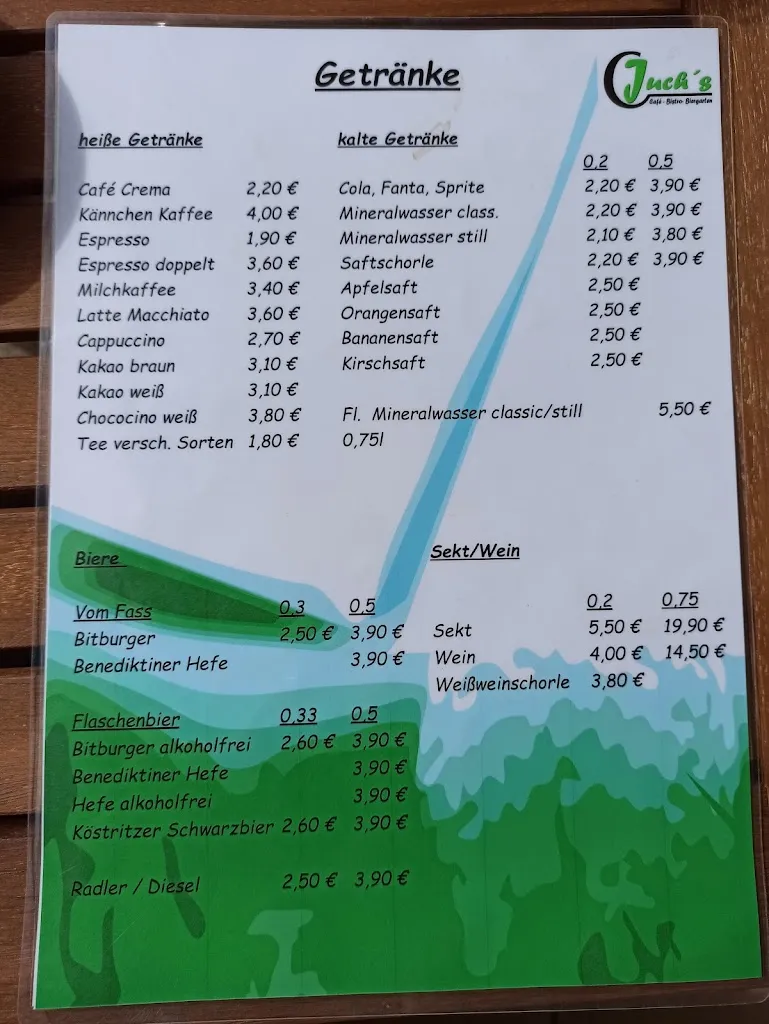 Getränke
Juch´s
Café - Bistro - Biergarten
heiße Getränke
Café Crema 2,20 €
Kännchen Kaffee 4,00 €
Espresso 1,90 €
Espresso doppelt 3,60 €
Milchkaffee 3,40 €
Latte Macchiato 3,60 €
Cappuccino 2,70 €
Kakao braun 3,10 €
Kakao weiß 3,10 €
Chococino weiß 3,80 €
Tee versch. Sorten 1,80 €
kalte Getränke
0,2 0,5
Cola, Fanta, Sprite 2,20 € 3,90 €
Mineralwasser class. 2,20 € 3,90 €
Mineralwasser still 2,10 € 3,80 €
Saftschorle 2,20 € 3,90 €
Apfelsaft 2,50 €
Orangensaft 2,50 €
Bananensaft 2,50 €
Kirschsaft 2,50 €
Fl. Mineralwasser classic/still 5,50 €
0,75l
Biere
Vom Fass 0,3 0,5
Bitburger 2,50 € 3,90 €
Benediktiner Hefe 3,90 €
Flaschenbier 0,33 0,5
Bitburger alkoholfrei 2,60 € 3,90 €
Benediktiner Hefe 3,90 €
Hefe alkoholfrei 3,90 €
Köstritzer Schwarzbier 2,60 € 3,90 €
Radler / Diesel 2,50 € 3,90 €
Sekt/Wein
0,2 0,75
Sekt 5,50 € 19,90 €
Wein 4,00 € 14,50 €
Weißweinschorle 3,80 €